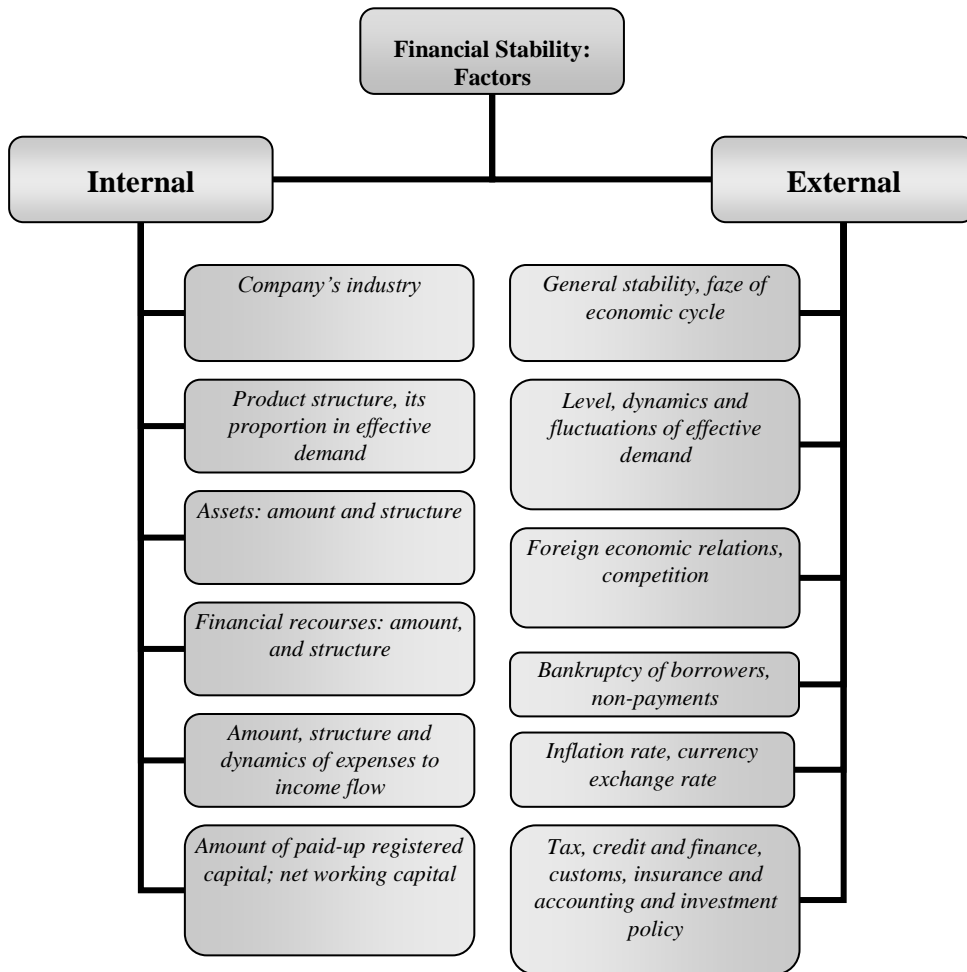 Financial Stability:
Factors
Internal
External
Company’s industry
Product structure, its
proportion in effective
demand
Assets: amount and structure
Financial recourses: amount,
and structure
Amount, structure and
dynamics of expenses to
income flow
Amount of paid-up registered
capital; net working capital
General stability, faze of
economic cycle
Level, dynamics and
fluctuations of effective
demand
Foreign economic relations,
competition
Bankruptcy of borrowers,
non-payments
Inflation rate, currency
exchange rate
Tax, credit and finance,
customs, insurance and
accounting and investment
policy